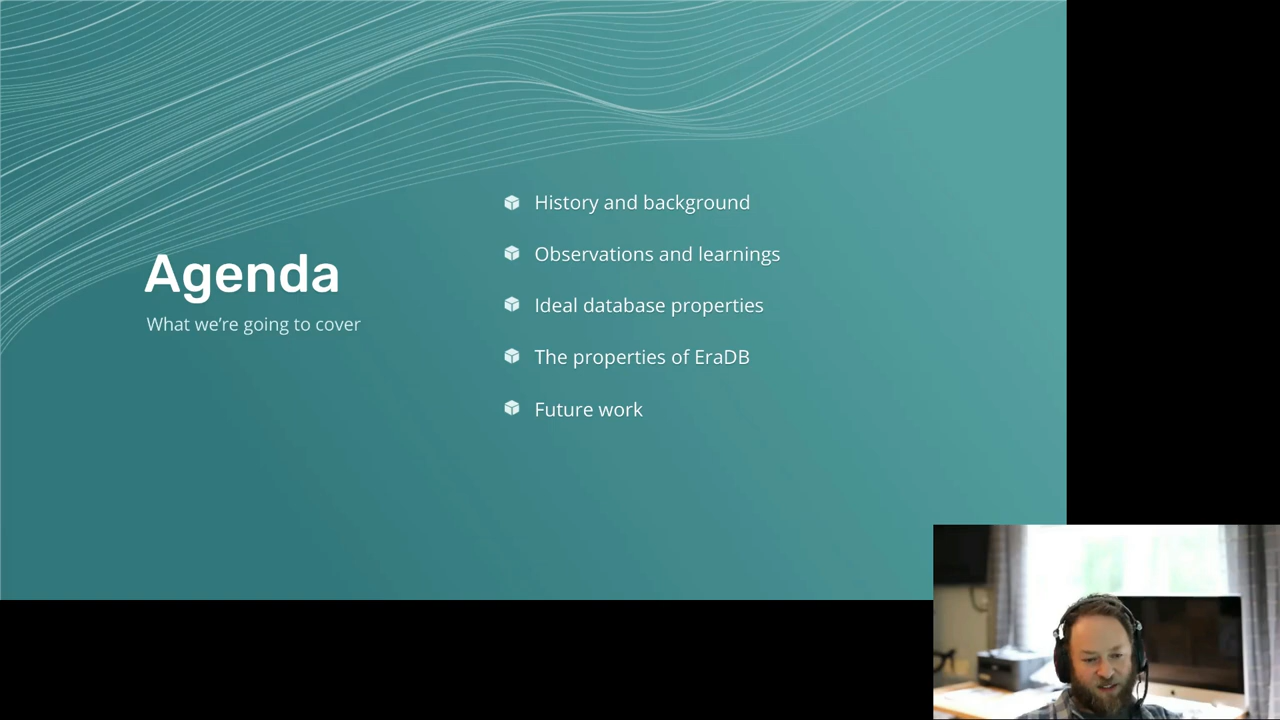 Agenda
What we’re going to cover
History and background
Observations and learnings
Ideal database properties
The properties of EraDB
Future work